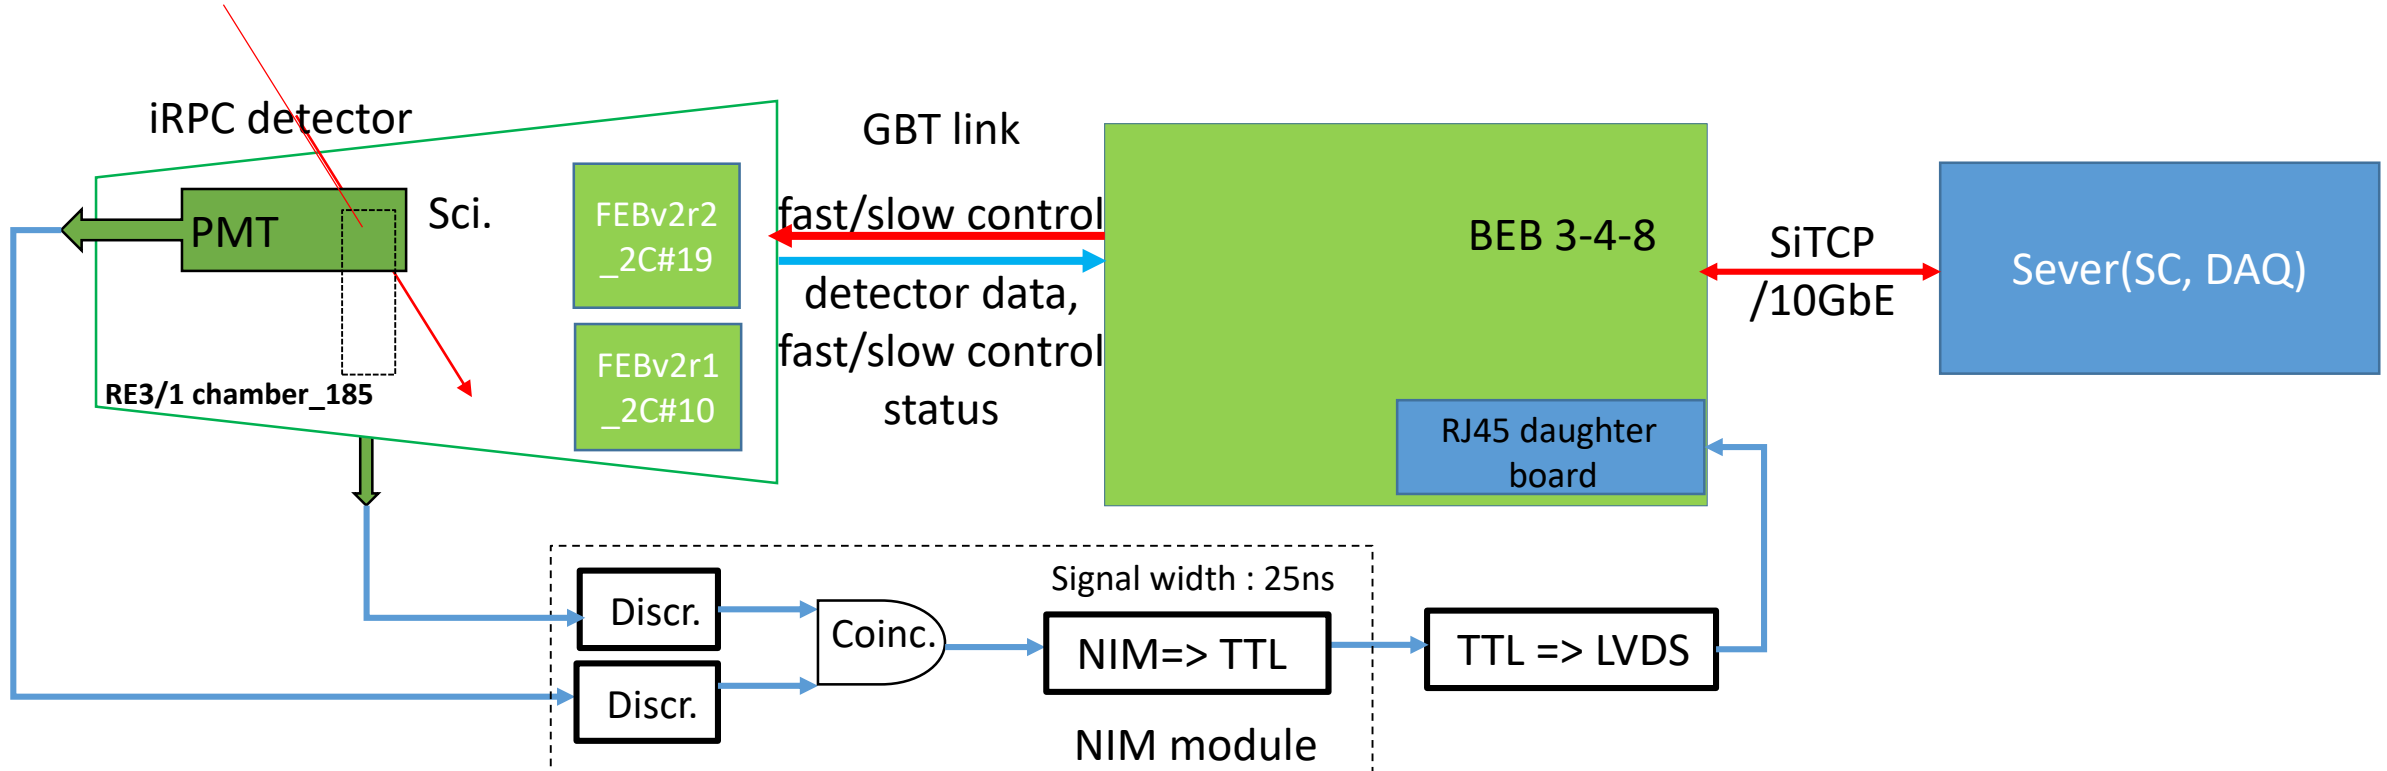 iRPC detector
PMT
Sci.
RE3/1 chamber_185
FEBv2r2
_2C#19
FEBv2r1
_2C#10
GBT link
fast/slow control
detector data,
fast/slow control
status
BEB 3-4-8
RJ45 daughter
board
SiTCP
/10GbE
Sever(SC, DAQ)
Discr.
Discr.
Coinc.
Signal width : 25ns
NIM=> TTL
NIM module
TTL => LVDS